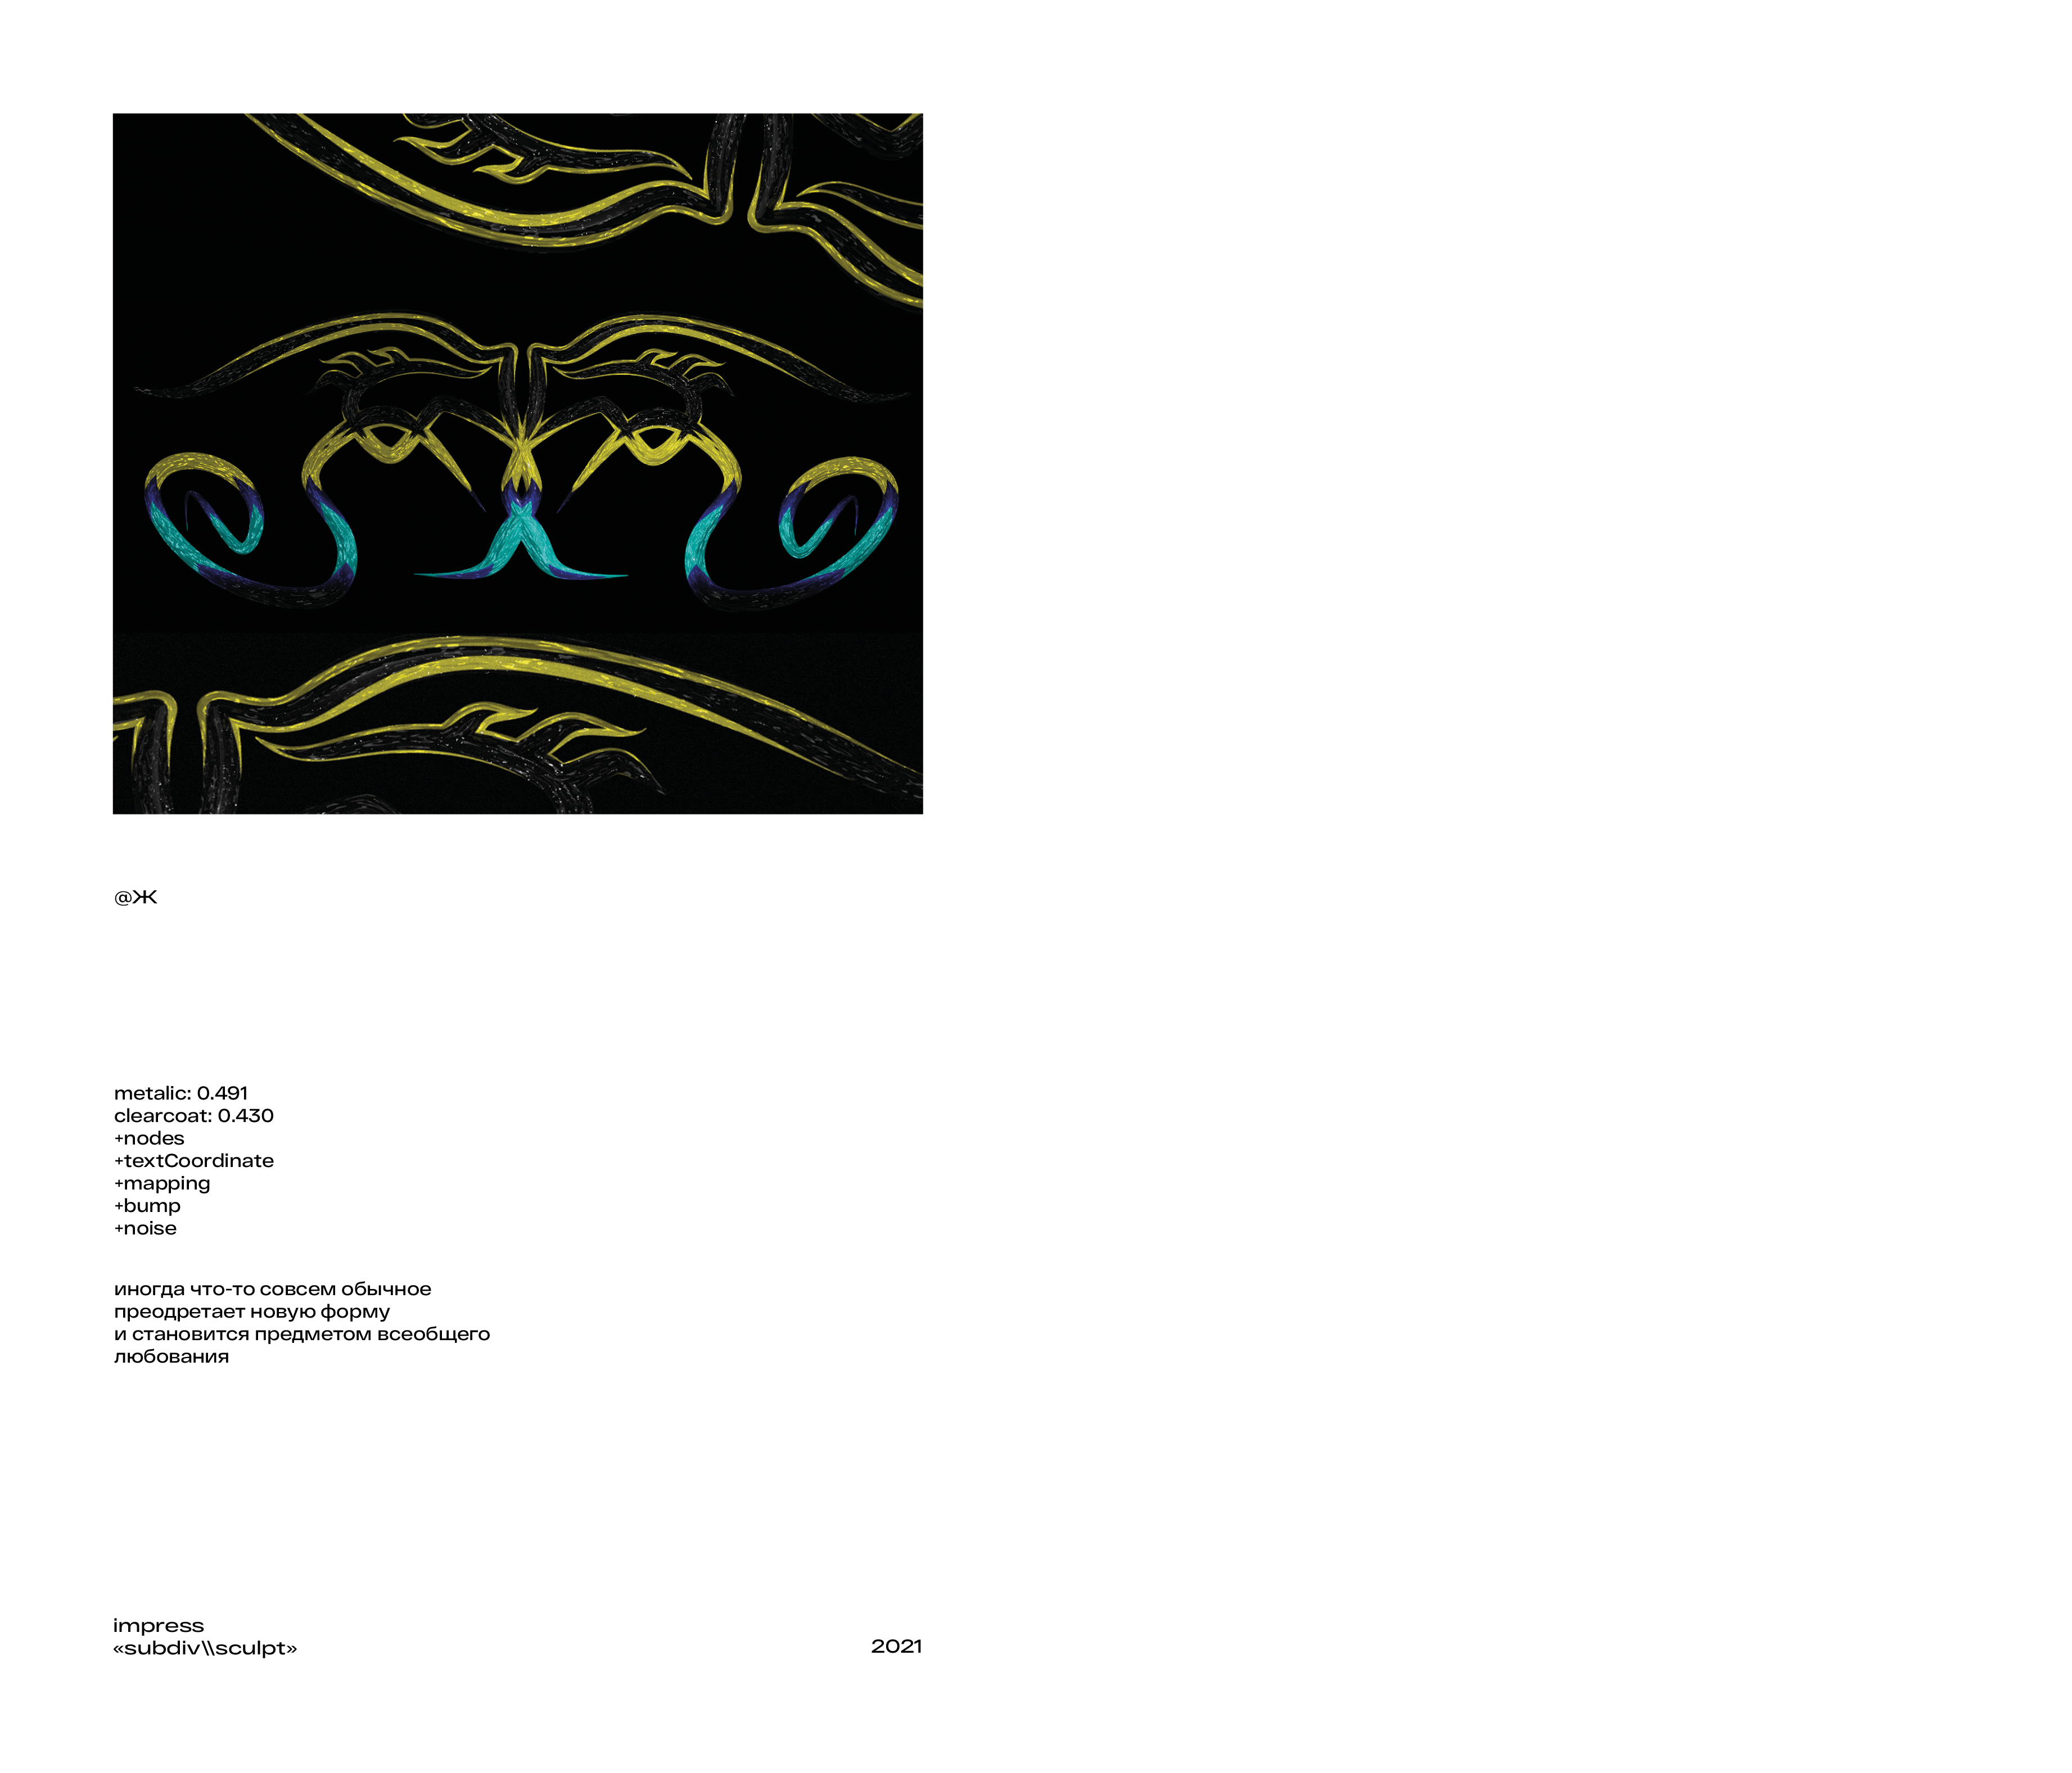 @Ж
metalic: 0.491
clearcoat: 0.430
+nodes
+textCoordinate
+mapping
+bump
+noise
иногда что-то совсем обычное
преодретает новую форму
и становится предметом всеобщего
любования
impress
«subdiv\\sculpt»
2021